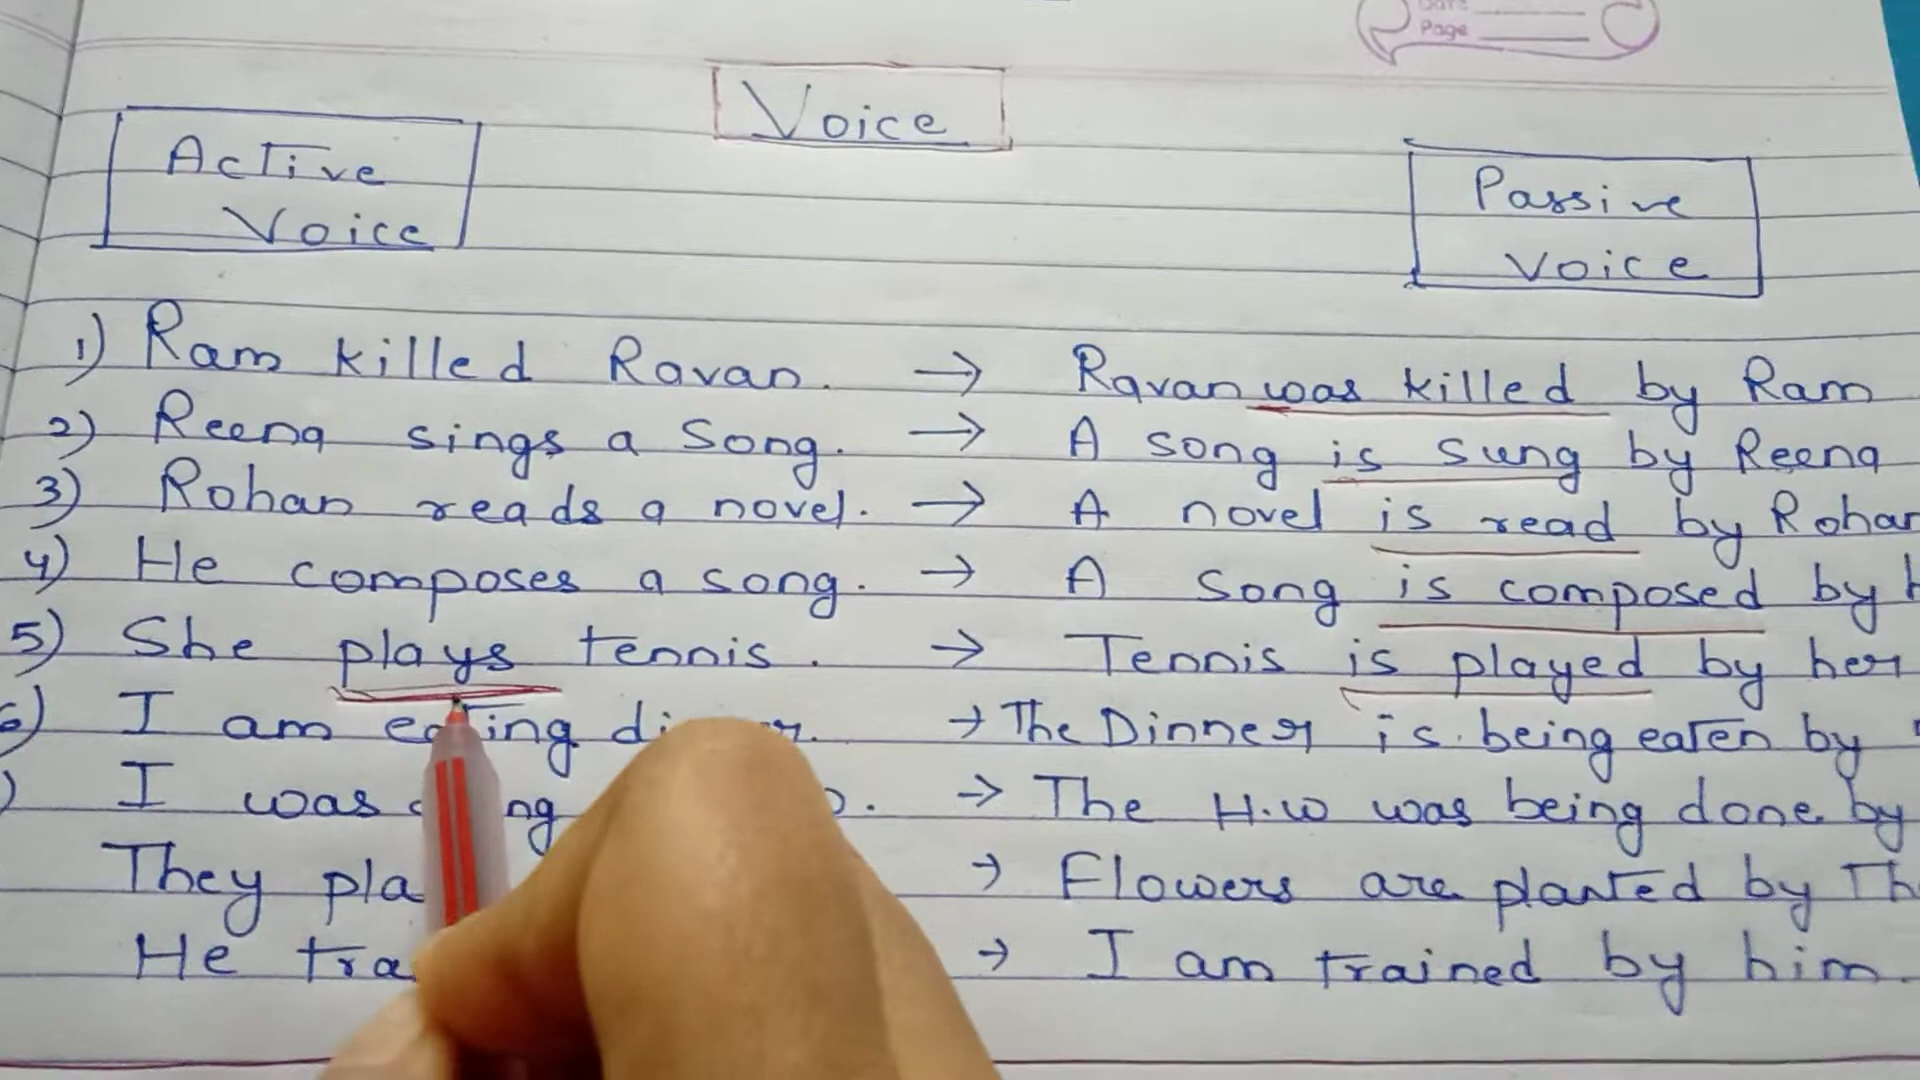 Page
Voice
Active
Voice
Passive
Voice
1) Ram killed Ravan. → Ravan was killed by Ram
2) Reena sings a Song. → A song is sung by Reena
3) Rohan reads a novel. → A novel is read by Rohan
4) He composes a song. → A Song is composed by
5) She plays tennis. → Tennis is played by her
6) I am eating → The Dinner is being eaten by
) I was → The H.W was being done by
They → Flowers are planted by
He → I am trained by him.